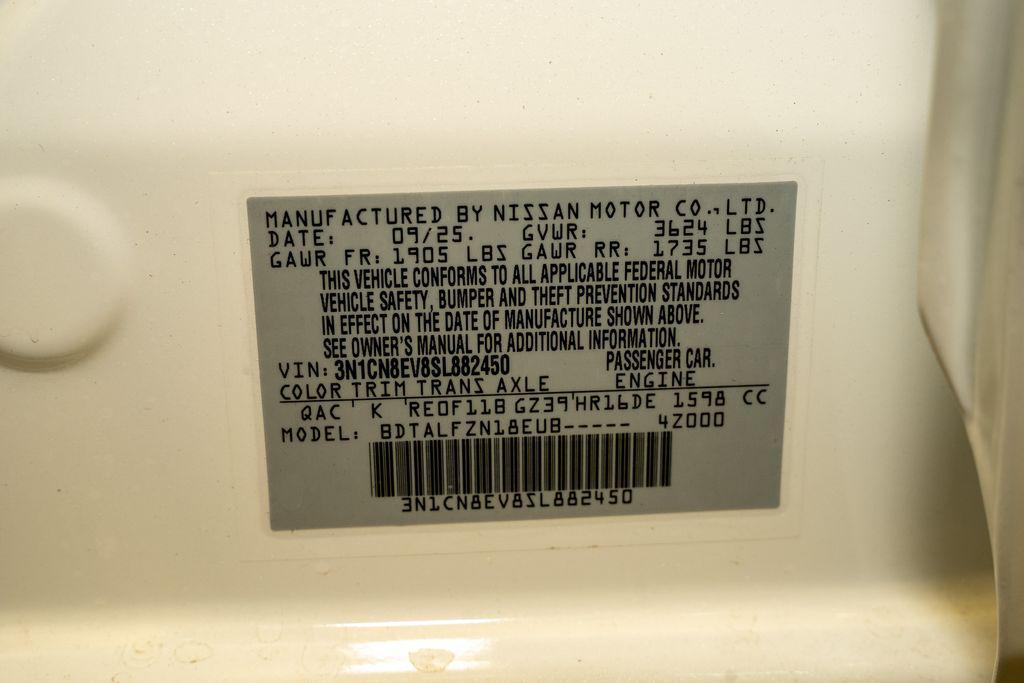 MANUFACTURED BY NISSAN MOTOR CO.,LTD.
DATE: 09/25. GVWR: 3624 LBS
GAWR FR: 1905 LBS GAWR RR: 1735 LBS
THIS VEHICLE CONFORMS TO ALL APPLICABLE FEDERAL MOTOR
VEHICLE SAFETY, BUMPER AND THEFT PREVENTION STANDARDS
IN EFFECT ON THE DATE OF MANUFACTURE SHOWN ABOVE.
SEE OWNER'S MANUAL FOR ADDITIONAL INFORMATION.
VIN: 3N1CN8EV8SL882450 PASSENGER CAR.
COLOR TRIM TRANS AXLE ENGINE
QAC K RE0F11B GZ39 HR16DE 1598 CC
MODEL: BDTALFZN18EUB----- 4Z000
3N1CN8EV8SL882450